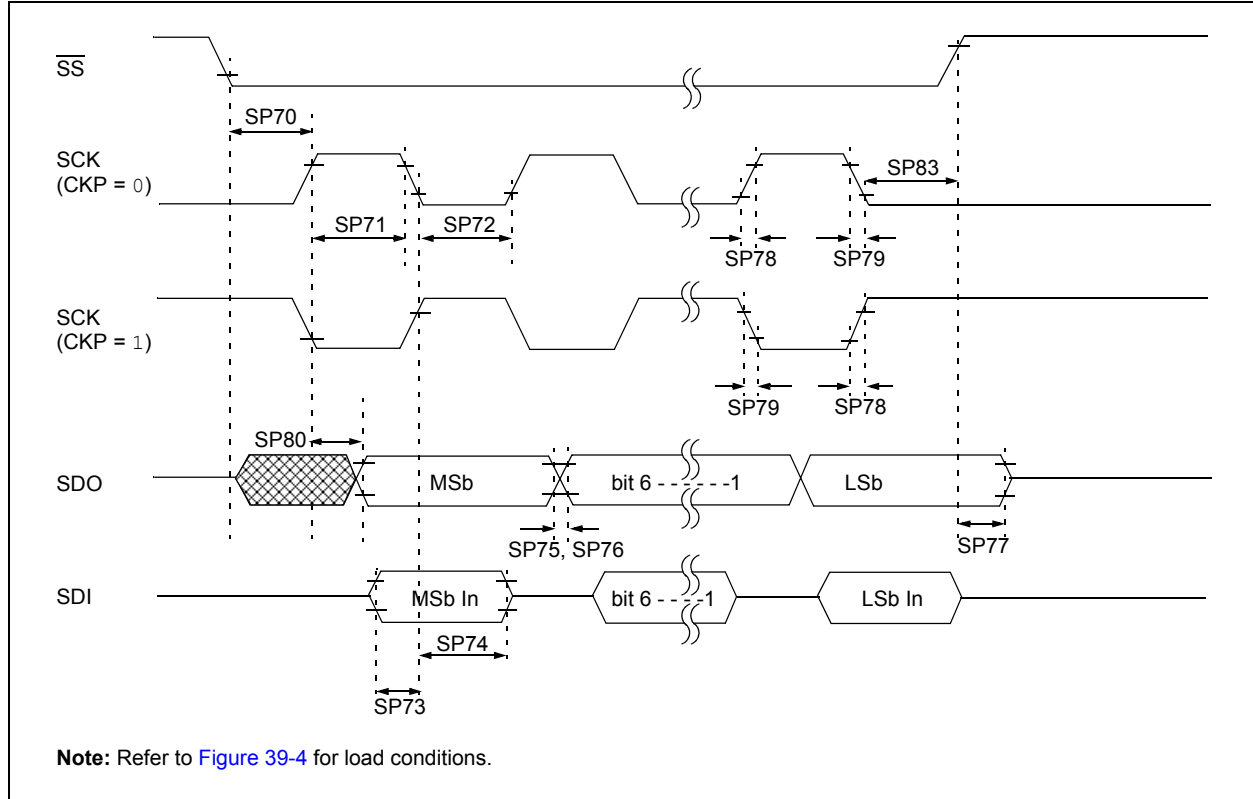 SS
SP70
SCK
(CKP = 0)
SP83
SP71
SP72
SP78
SP79
SCK
(CKP = 1)
SP79
SP78
SP80
SDO
MSb
bit 6 - - - - - - -1
LSb
SP75, SP76
SP77
SDI
MSb In
bit 6 - - - - -1
LSb In
SP74
SP73
Note: Refer to Figure 39-4 for load conditions.